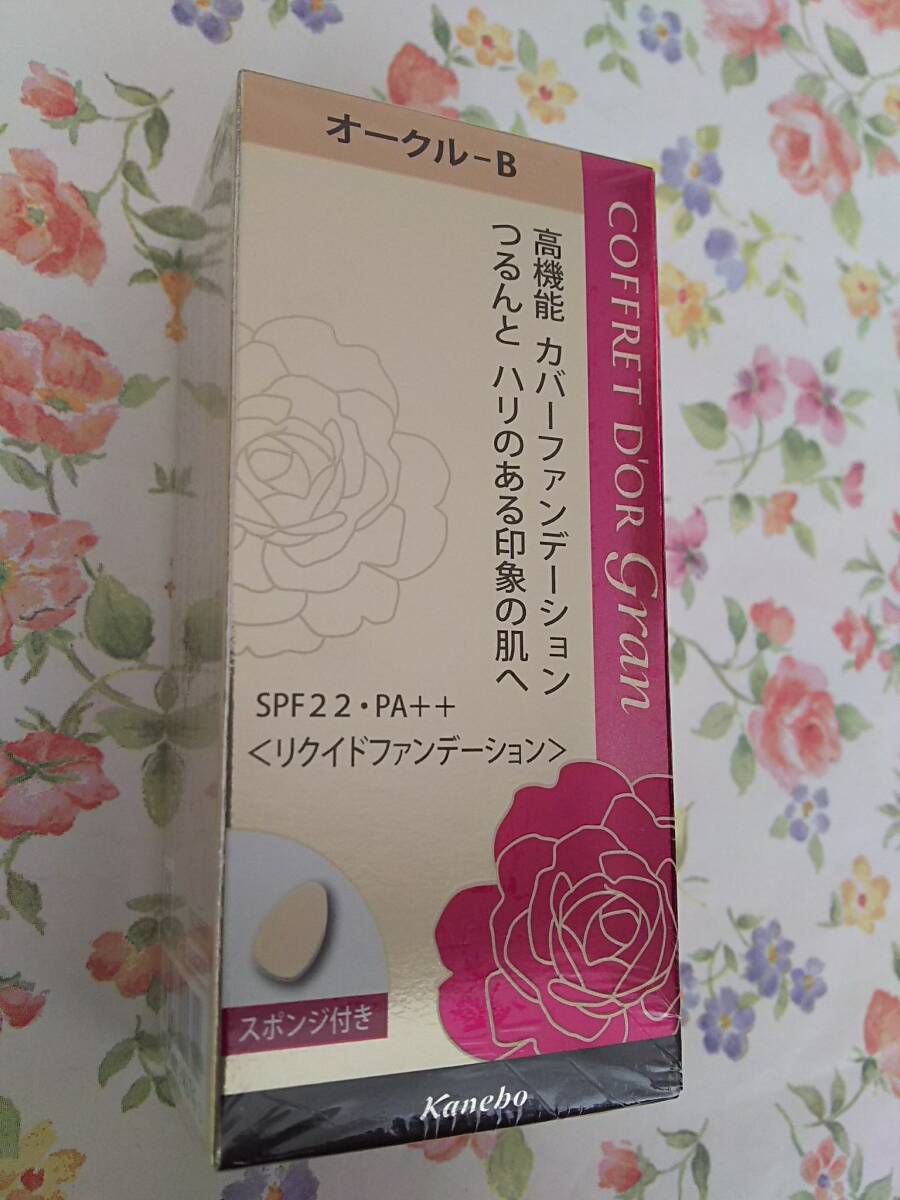 オークル-B
COFFRET D'OR Gran
高機能 カバーファンデーション
つるんと ハリのある印象の肌へ
SPF22・PA++
<リクイドファンデーション>
スポンジ付き
Kanebo